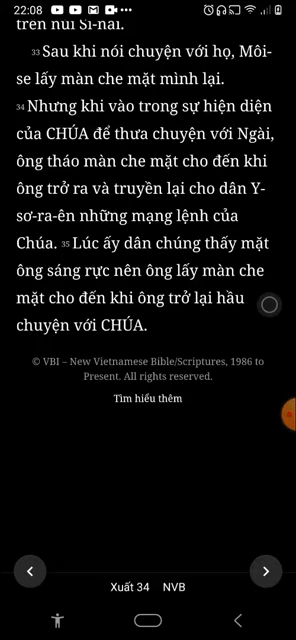 22:08
trên núi Si-nai.
33 Sau khi nói chuyện với họ, Môi-
se lấy màn che mặt mình lại.
34 Nhưng khi vào trong sự hiện diện
của CHÚA để thưa chuyện với Ngài,
ông tháo màn che mặt cho đến khi
ông trở ra và truyền lại cho dân Y-
sơ-ra-ên những mạng lệnh của
Chúa. 35 Lúc ấy dân chúng thấy mặt
ông sáng rực nên ông lấy màn che
mặt cho đến khi ông trở lại hầu
chuyện với CHÚA.
© VBI – New Vietnamese Bible/Scriptures, 1986 to
Present. All rights reserved.
Tìm hiểu thêm
Xuất 34 NVB